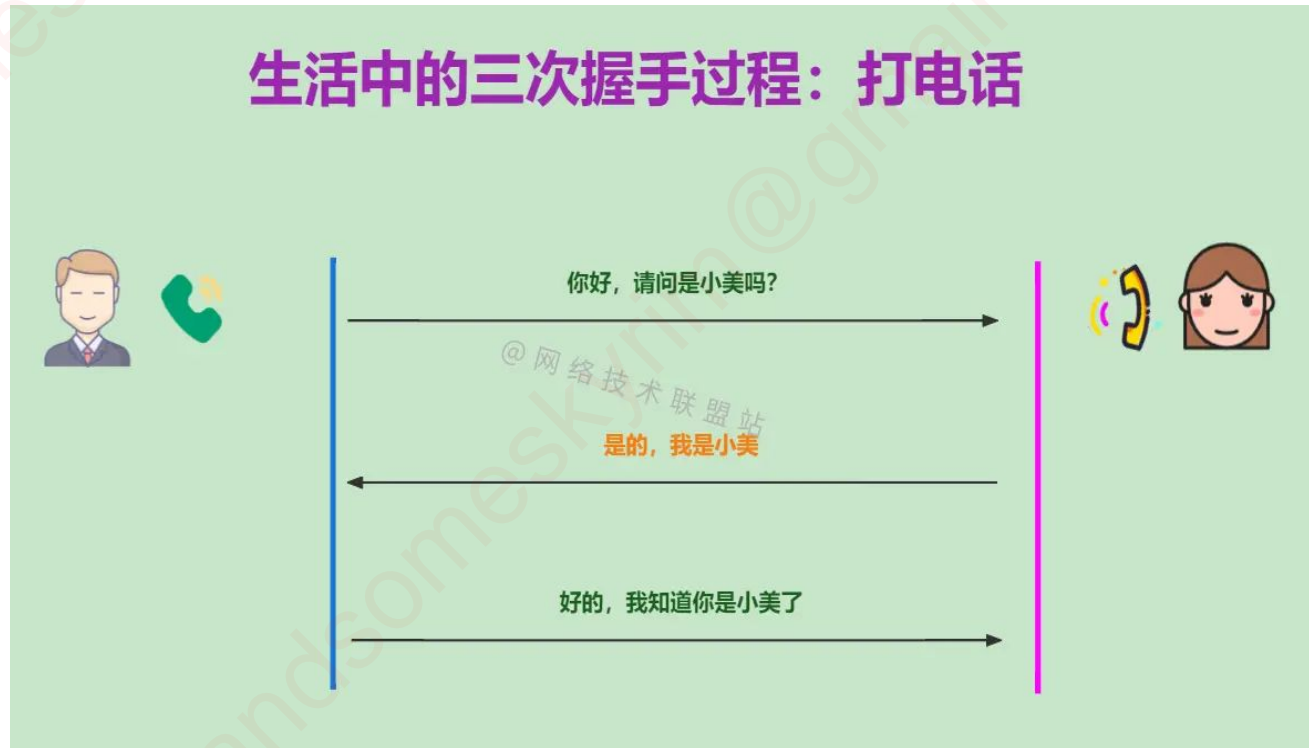 生活中的三次握手过程：打电话
你好，请问是小美吗？
@网络技术联盟站
是的，我是小美
好的，我知道你是小美了